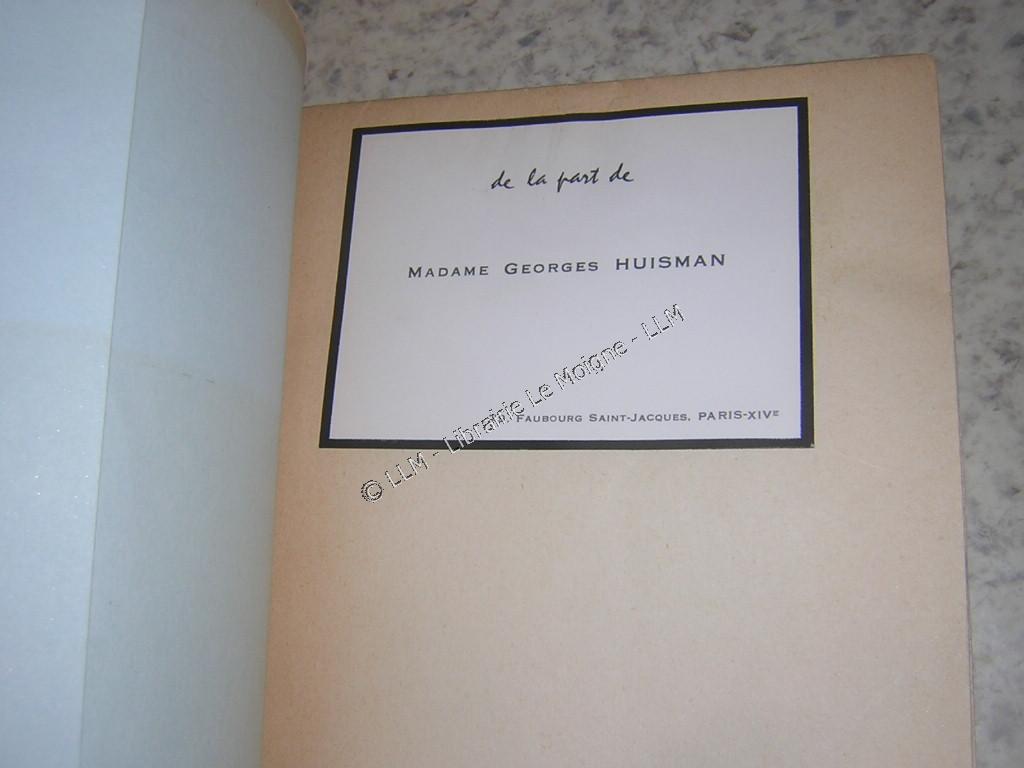 de la part de
MADAME GEORGES HUISMAN
FAUBOURG SAINT-JACQUES, PARIS-XIVE
© LLM - Librairie Le Moigne - LLM